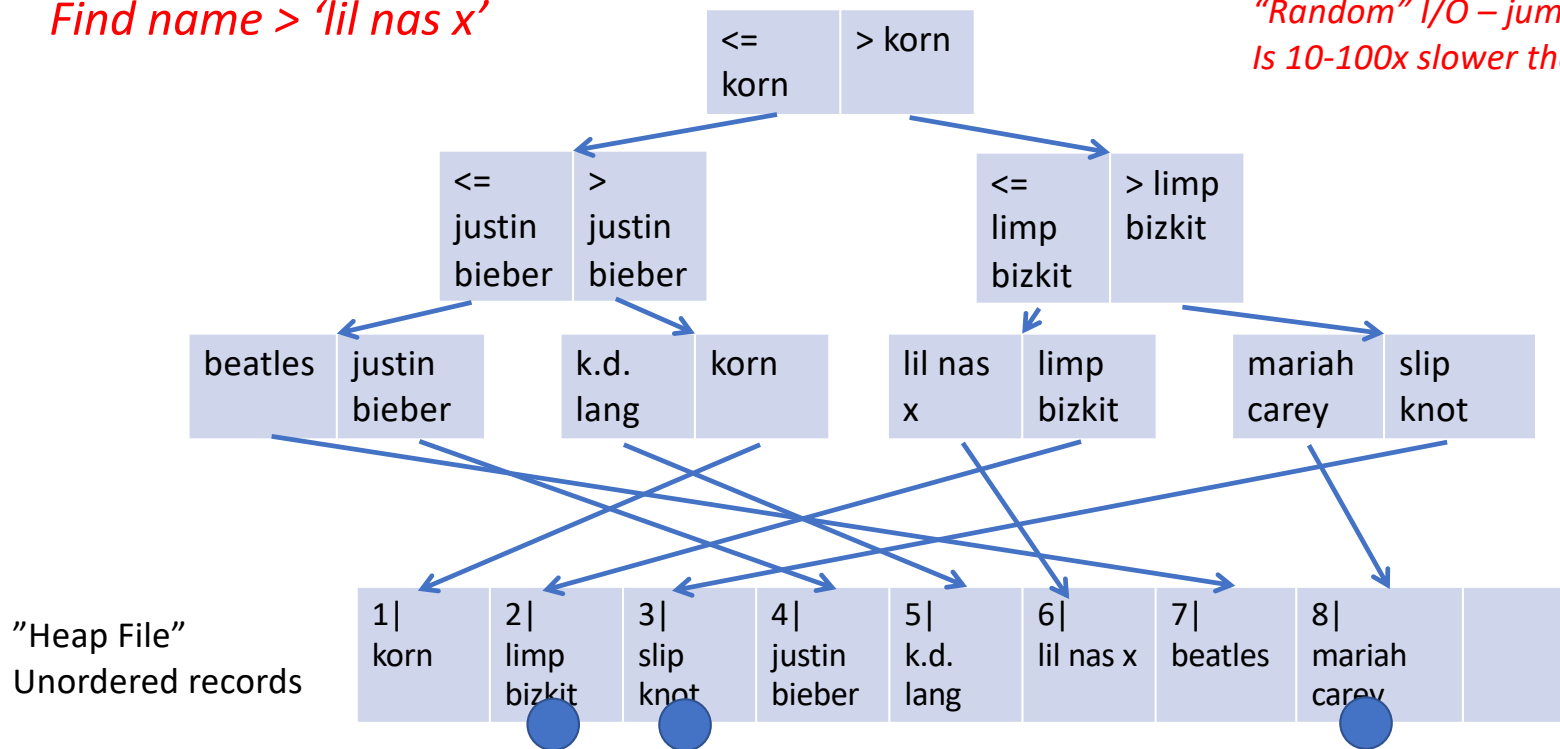 Find name > ‘lil nas x’
“Random” I/O – jum
Is 10-100x slower th
<=
korn
> korn
<=
justin
bieber
>
justin
bieber
<=
limp
bizkit
> limp
bizkit
beatles
justin
bieber
k.d.
lang
korn
lil nas
x
limp
bizkit
mariah
carey
slip
knot
”Heap File”
Unordered records
1|
korn
2|
limp
bizkit
3|
slip
knot
4|
justin
bieber
5|
k.d.
lang
6|
lil nas x
7|
beatles
8|
mariah
carey